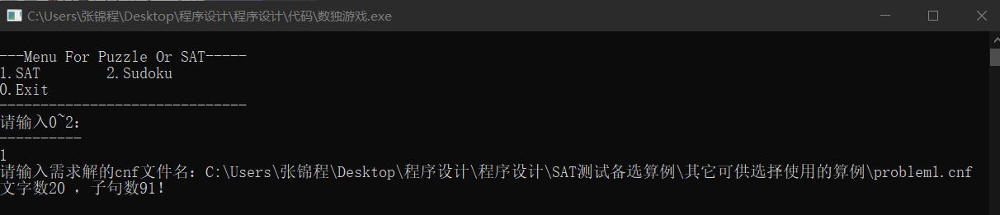 C:\Users\张锦程\Desktop\程序设计\程序设计\代码\数独游戏.exe
---Menu For Puzzle Or SAT-----
1.SAT        2.Sudoku
0.Exit
------------------------------
请输入0~2:
----------
1
请输入需求解的cnf文件名：C:\Users\张锦程\Desktop\程序设计\程序设计\SAT测试备选算例\其它可供选择使用的算例\problem1.cnf
文字数20 ，子句数91!